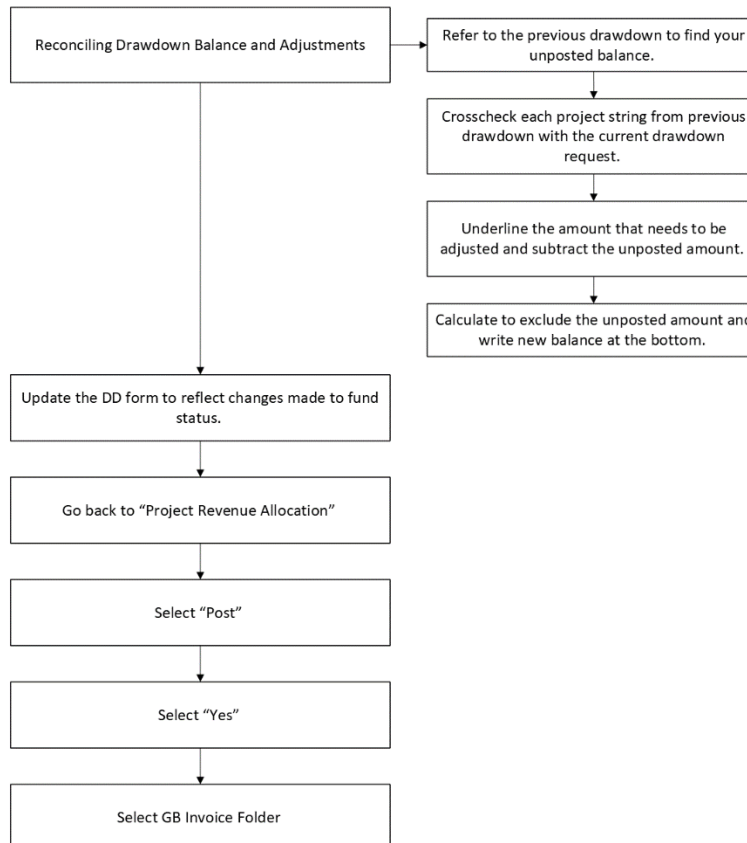 Reconciling Drawdown Balance and Adjustments
Refer to the previous drawdown to find your
unposted balance.
Crosscheck each project string from previous
drawdown with the current drawdown
request.
Underline the amount that needs to be
adjusted and subtract the unposted amount.
Calculate to exclude the unposted amount and
write new balance at the bottom.
Update the DD form to reflect changes made to fund
status.
Go back to “Project Revenue Allocation”
Select “Post”
Select “Yes”
Select GB Invoice Folder